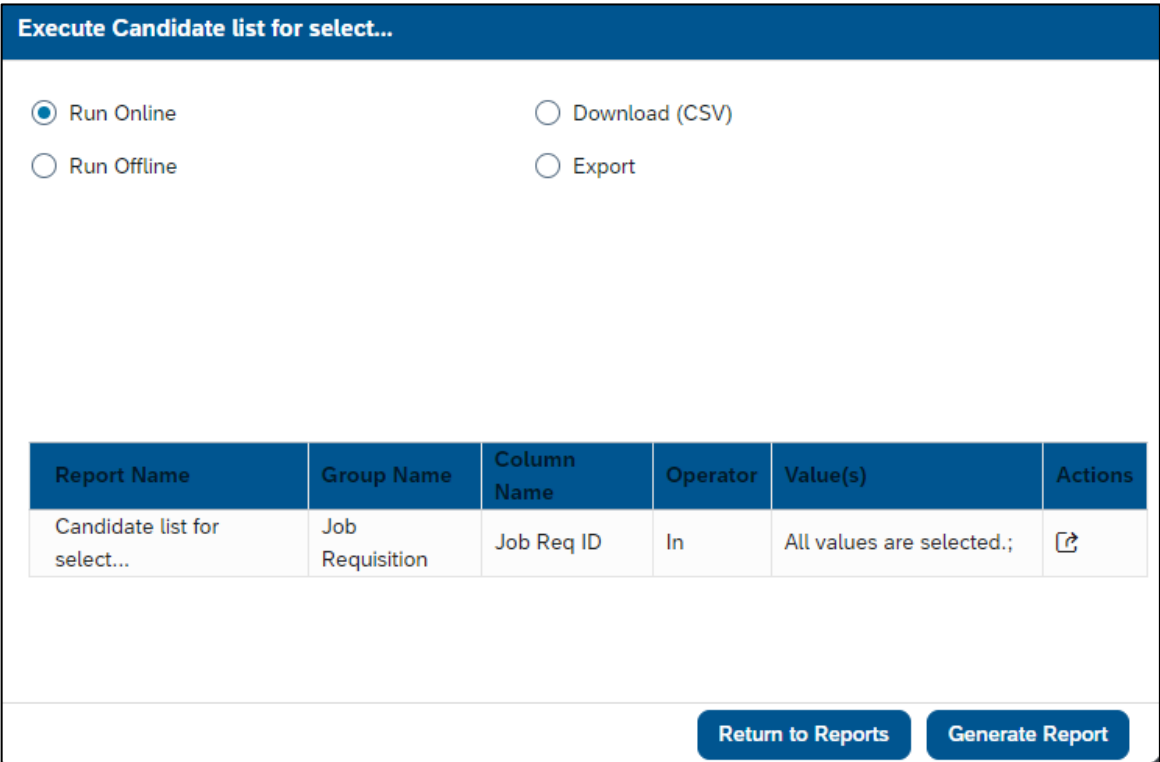 Execute Candidate list for select...
Run Online
Download (CSV)
Run Offline
Export
Report Name Group Name Column Name Operator Value(s) Actions
Candidate list for select... Job Requisition Job Req ID In All values are selected.;
Return to Reports Generate Report